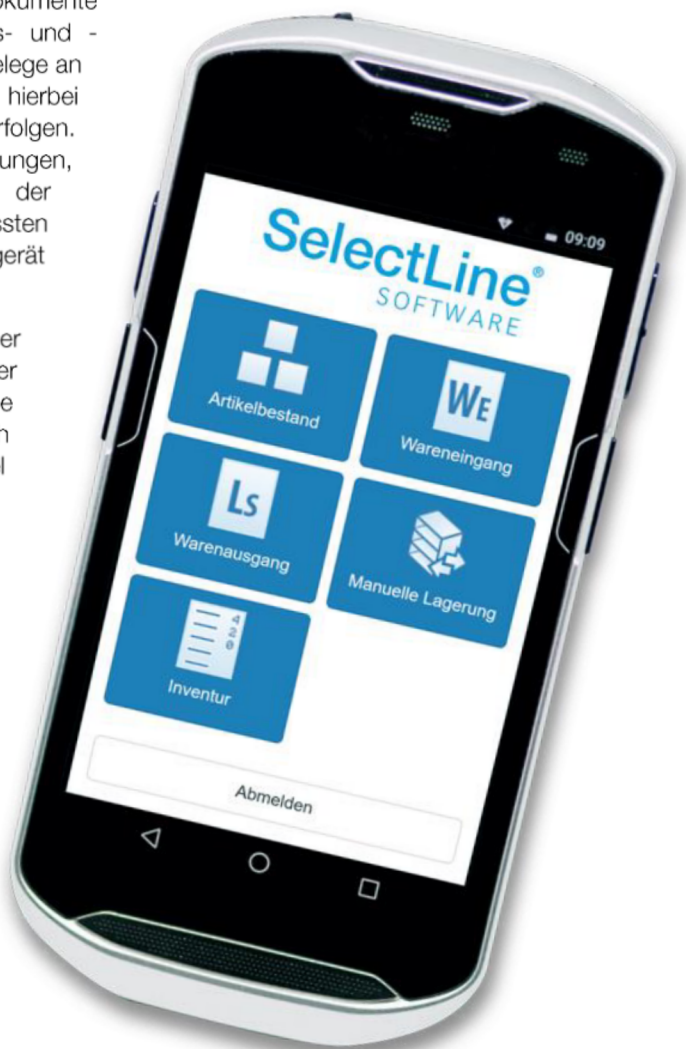 okumente
s- und -
elege an
hierbei
rfolgen.
ungen,
der
ssten
gerät
er
er
e
n
l
09:09
SelectLine®
SOFTWARE
Artikelbestand
WE
Wareneingang
LS
Warenausgang
Manuelle Lagerung
4
2
0
Inventur
Abmelden